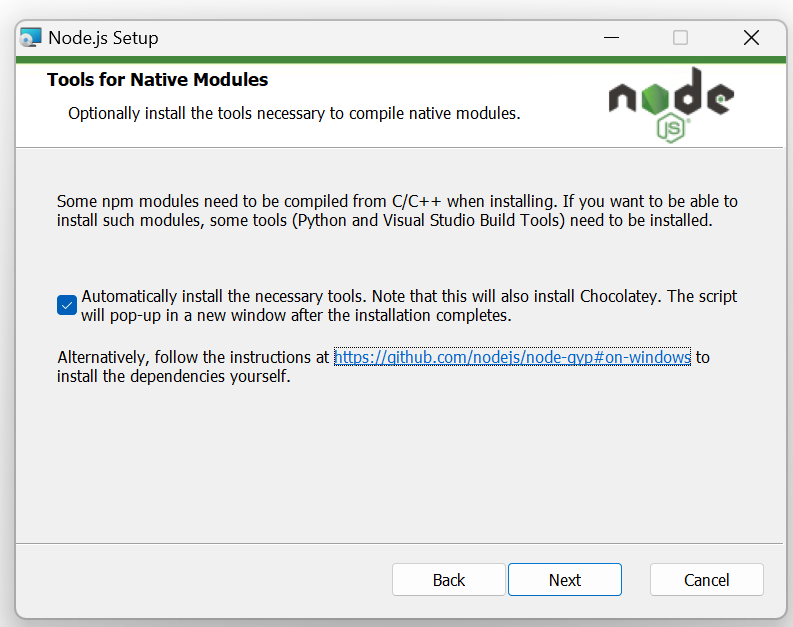 Node.js Setup
Tools for Native Modules
Optionally install the tools necessary to compile native modules.
node
JS
Some npm modules need to be compiled from C/C++ when installing. If you want to be able to
install such modules, some tools (Python and Visual Studio Build Tools) need to be installed.
Automatically install the necessary tools. Note that this will also install Chocolatey. The script
will pop-up in a new window after the installation completes.
Alternatively, follow the instructions at https://github.com/nodejs/node-gyp#on-windows to
install the dependencies yourself.
Back Next Cancel